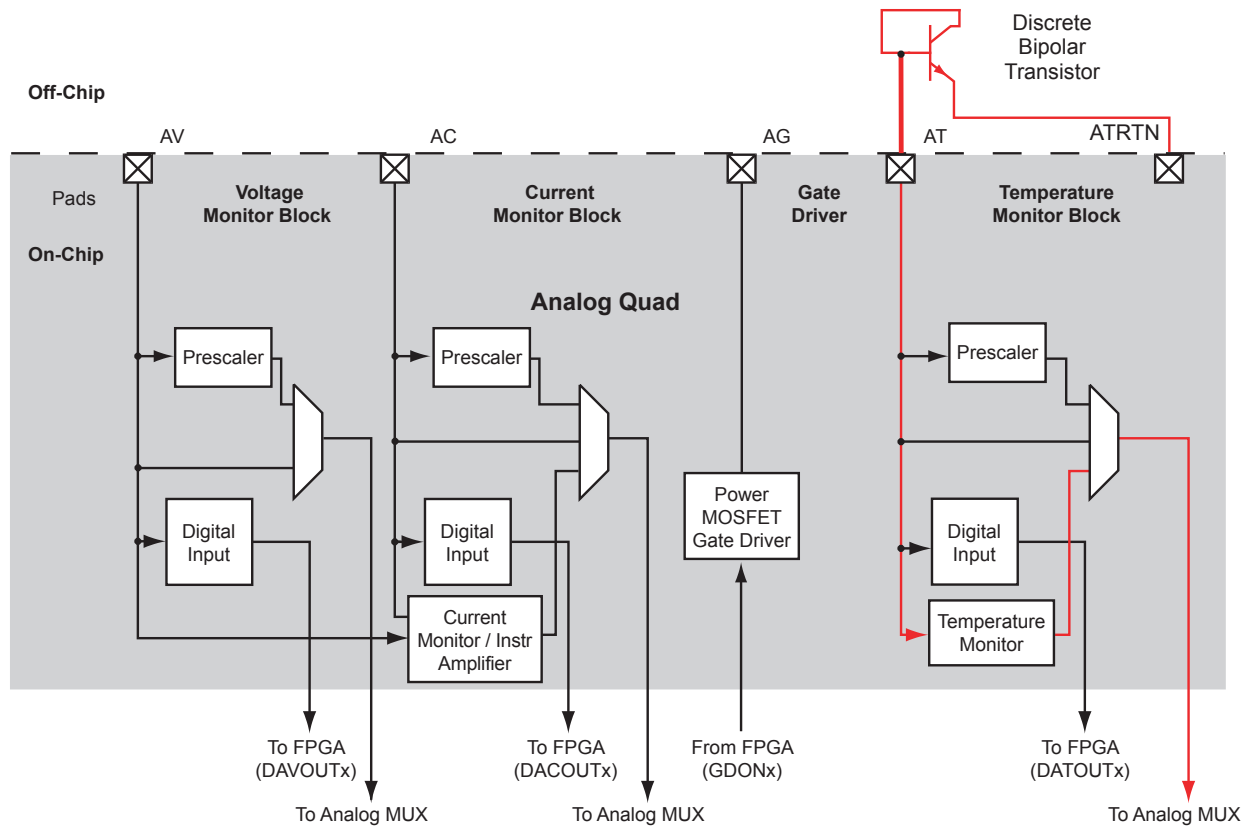 Discrete
Bipolar
Transistor
Off-Chip
AV
AC
AG
AT
ATRTN
Pads
Voltage
Monitor Block
Current
Monitor Block
Gate
Driver
Temperature
Monitor Block
On-Chip
Analog Quad
Prescaler
Prescaler
Prescaler
Digital
Input
Digital
Input
Power
MOSFET
Gate Driver
Digital
Input
Current
Monitor / Instr
Amplifier
Temperature
Monitor
To FPGA
(DAVOUTx)
To FPGA
(DACOUTx)
From FPGA
(GDONx)
To FPGA
(DATOUTx)
To Analog MUX
To Analog MUX
To Analog MUX